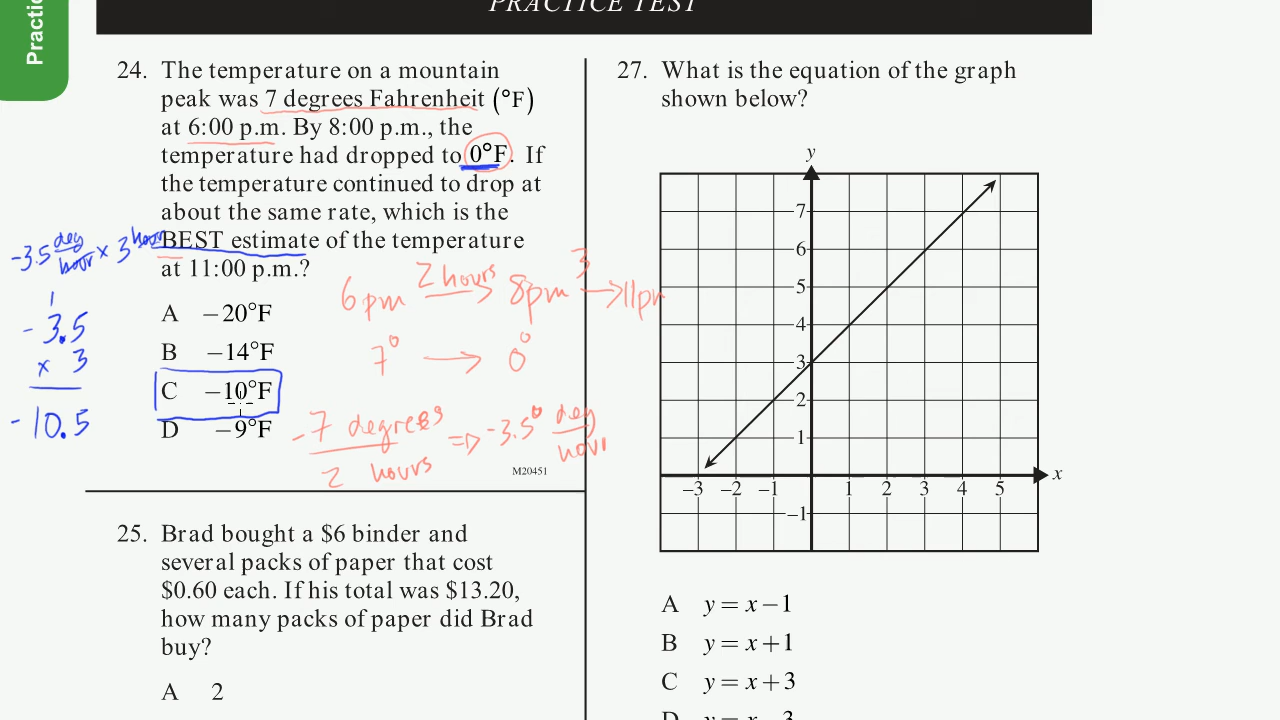 Practic
PRACTICE TEST
24. The temperature on a mountain
peak was 7 degrees Fahrenheit (°F)
at 6:00 p.m. By 8:00 p.m., the
temperature had dropped to 0°F. If
the temperature continued to drop at
about the same rate, which is the
BEST estimate of the temperature
at 11:00 p.m.?
A −20°F
B −14°F
C −10°F
D −9°F
M20451
-3.5 deg/hour × 3 hour
1
- 3.5
× 3
- 10.5
6pm 2 hours 8pm 3 → 11pm
7° → 0°
-7 degrees / 2 hours ⇒ -3.5° deg/hour
25. Brad bought a $6 binder and
several packs of paper that cost
$0.60 each. If his total was $13.20,
how many packs of paper did Brad
buy?
A 2
27. What is the equation of the graph
shown below?
y
7
6
5
4
3
2
1
−3 −2 −1 1 2 3 4 5 x
−1
A y = x − 1
B y = x + 1
C y = x + 3
D y = x − 3